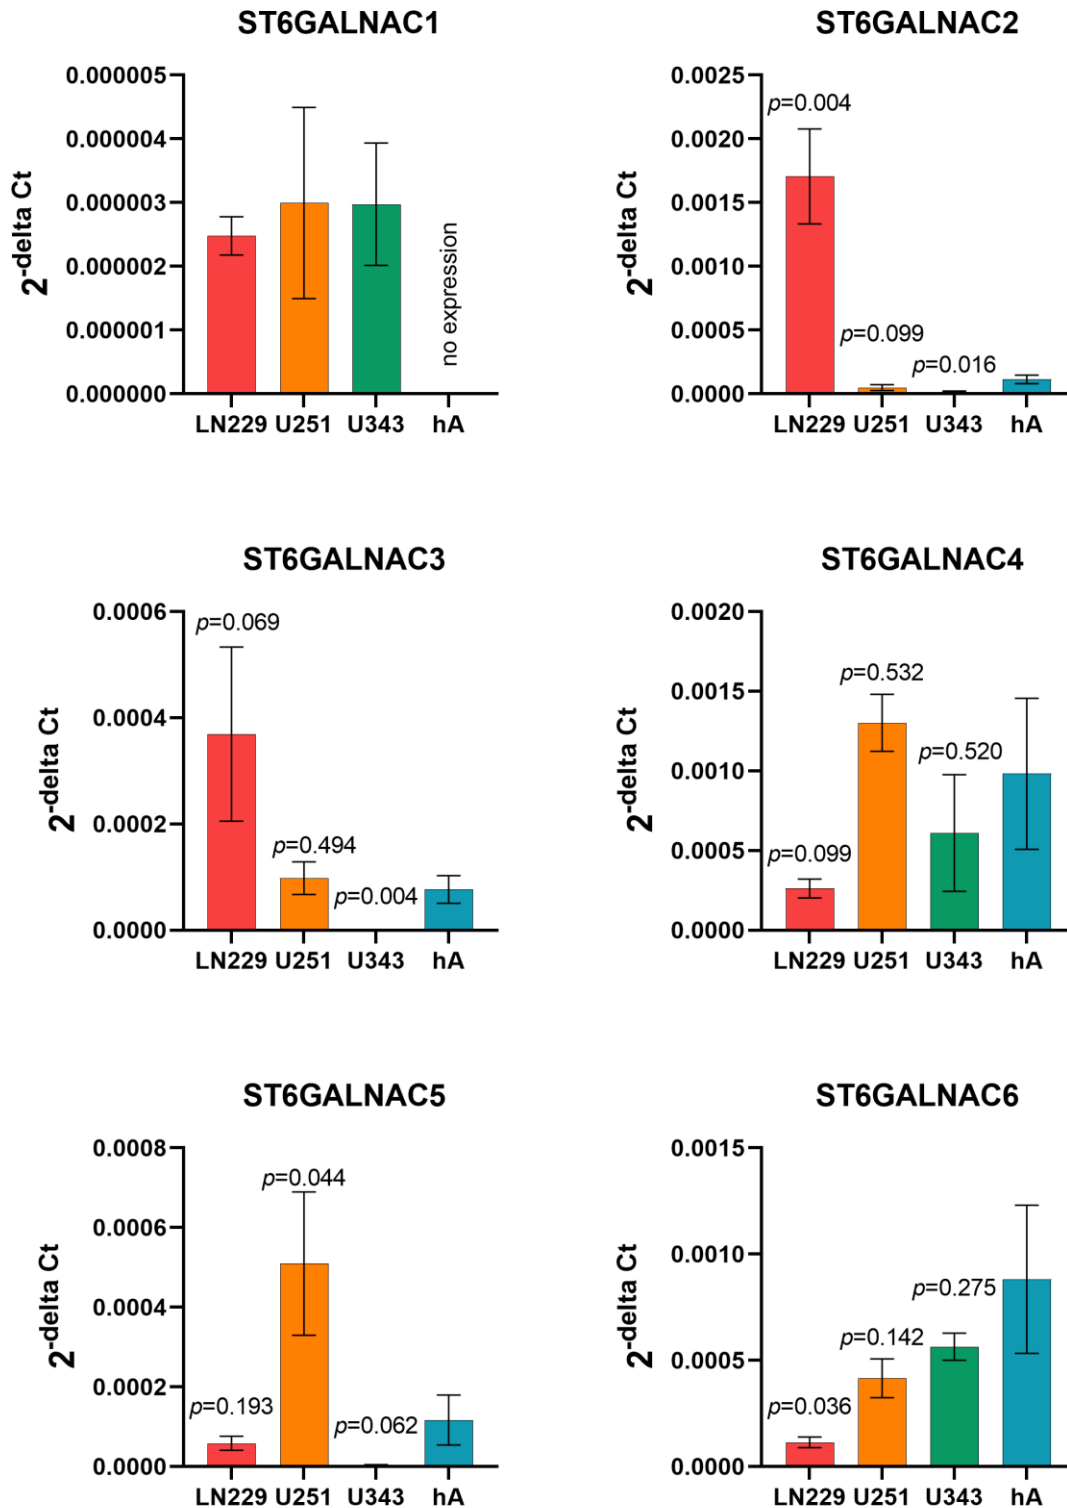 ST6GALNAC1
2-delta Ct
0.000005
0.000004
0.000003
0.000002
0.000001
0.000000
no expression
LN229 U251 U343 hA
ST6GALNAC2
2-delta Ct
0.0025
0.0020
0.0015
0.0010
0.0005
0.0000
p=0.004
p=0.099
p=0.016
LN229 U251 U343 hA
ST6GALNAC3
2-delta Ct
0.0006
0.0004
0.0002
0.0000
p=0.069
p=0.494
p=0.004
LN229 U251 U343 hA
ST6GALNAC4
2-delta Ct
0.0020
0.0015
0.0010
0.0005
0.0000
p=0.099
p=0.532
p=0.520
LN229 U251 U343 hA
ST6GALNAC5
2-delta Ct
0.0008
0.0006
0.0004
0.0002
0.0000
p=0.193
p=0.044
p=0.062
LN229 U251 U343 hA
ST6GALNAC6
2-delta Ct
0.0015
0.0010
0.0005
0.0000
p=0.036
p=0.142
p=0.275
LN229 U251 U343 hA